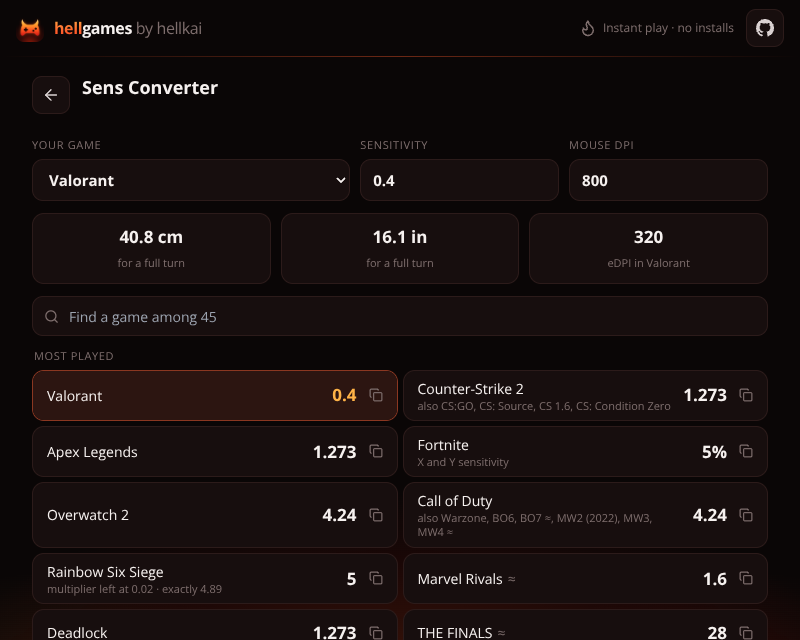 hellgames by hellkai
Instant play · no installs
Sens Converter
YOUR GAME
SENSITIVITY
MOUSE DPI
Valorant
0.4
800
40.8 cm
for a full turn
16.1 in
for a full turn
320
eDPI in Valorant
Find a game among 45
MOST PLAYED
Valorant
0.4
Counter-Strike 2
also CS:GO, CS: Source, CS 1.6, CS: Condition Zero
1.273
Apex Legends
1.273
Fortnite
X and Y sensitivity
5%
Overwatch 2
4.24
Call of Duty
also Warzone, BO6, BO7 ≈, MW2 (2022), MW3,
MW4 ≈
4.24
Rainbow Six Siege
multiplier left at 0.02 · exactly 4.89
5
Marvel Rivals ≈
1.6
Deadlock
1.273
THE FINALS ≈
28